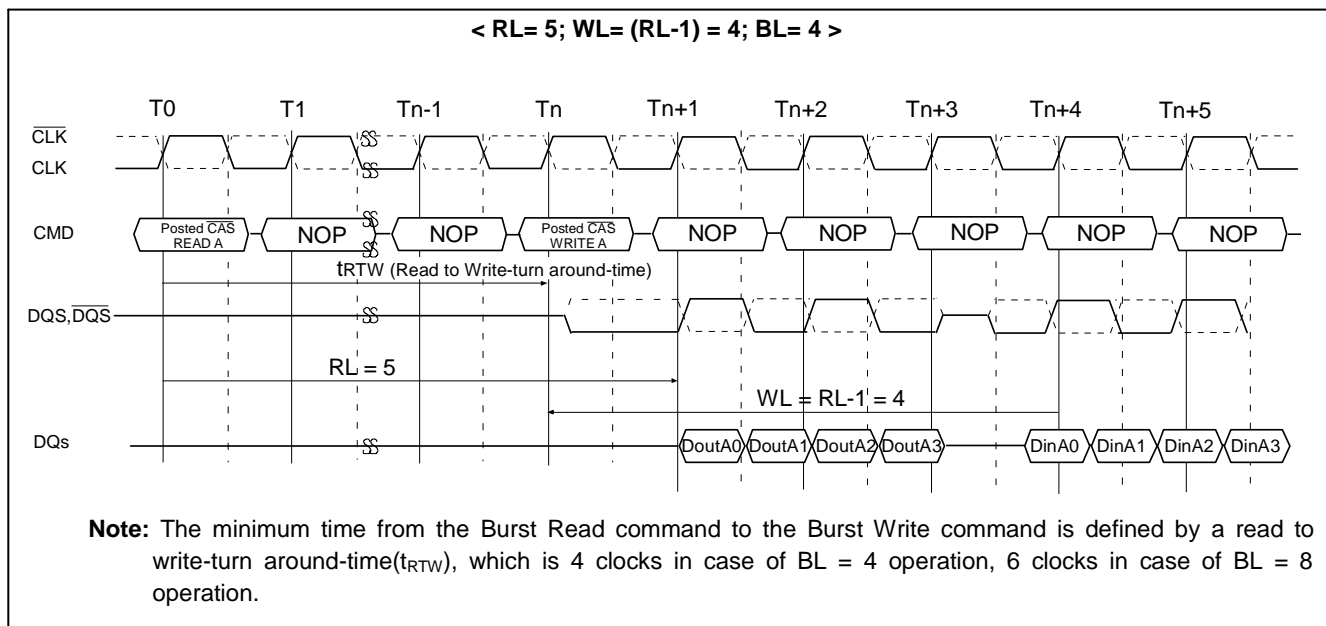 < RL= 5; WL= (RL-1) = 4; BL= 4 >
T0 T1 Tn-1 Tn Tn+1 Tn+2 Tn+3 Tn+4 Tn+5
C̅L̅K̅
CLK
CMD Posted C̅A̅S̅ READ A NOP NOP Posted C̅A̅S̅ WRITE A NOP NOP NOP NOP NOP
tRTW (Read to Write-turn around-time)
DQS,D̅Q̅S̅
RL = 5
WL = RL-1 = 4
DQs DoutA0 DoutA1 DoutA2 DoutA3 DinA0 DinA1 DinA2 DinA3
Note: The minimum time from the Burst Read command to the Burst Write command is defined by a read to
write-turn around-time(tRTW), which is 4 clocks in case of BL = 4 operation, 6 clocks in case of BL = 8
operation.